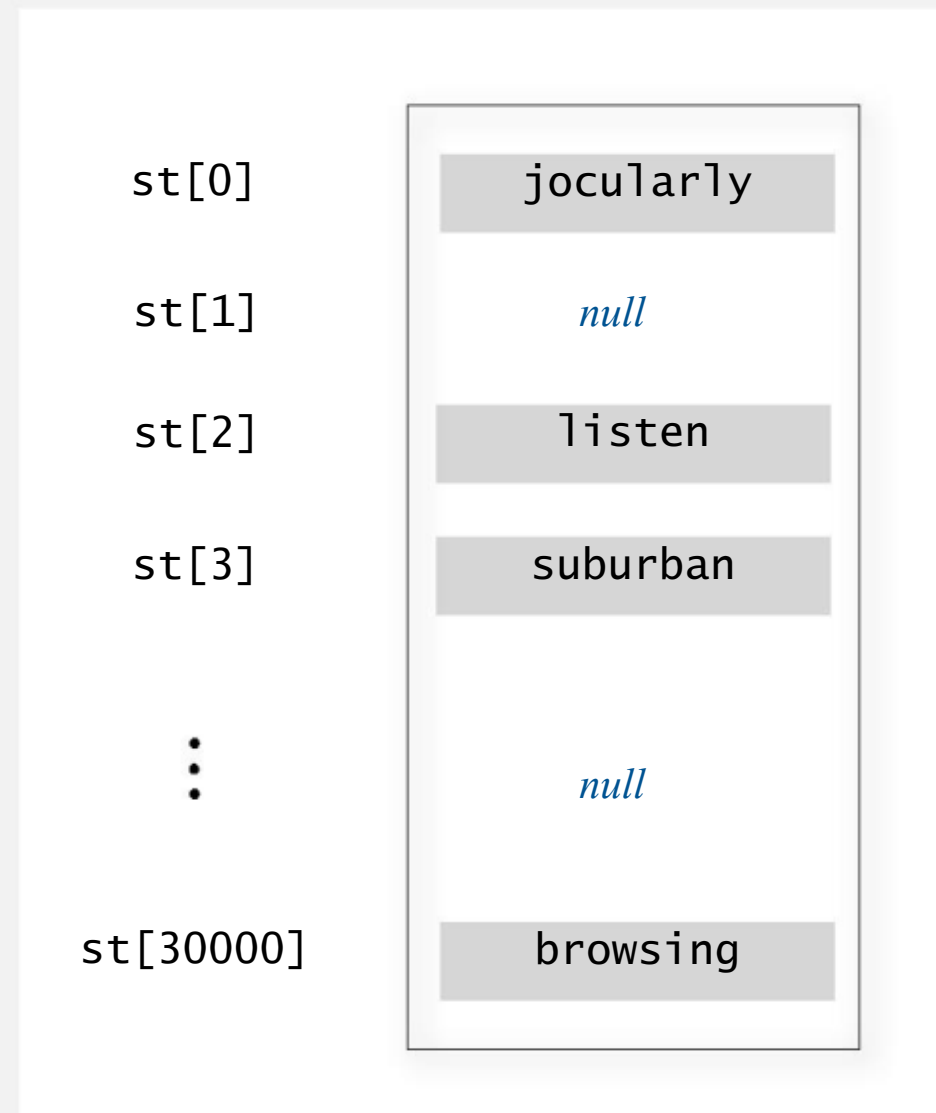 st[0] jocularly
st[1] null
st[2] listen
st[3] suburban
⋮ null
st[30000] browsing